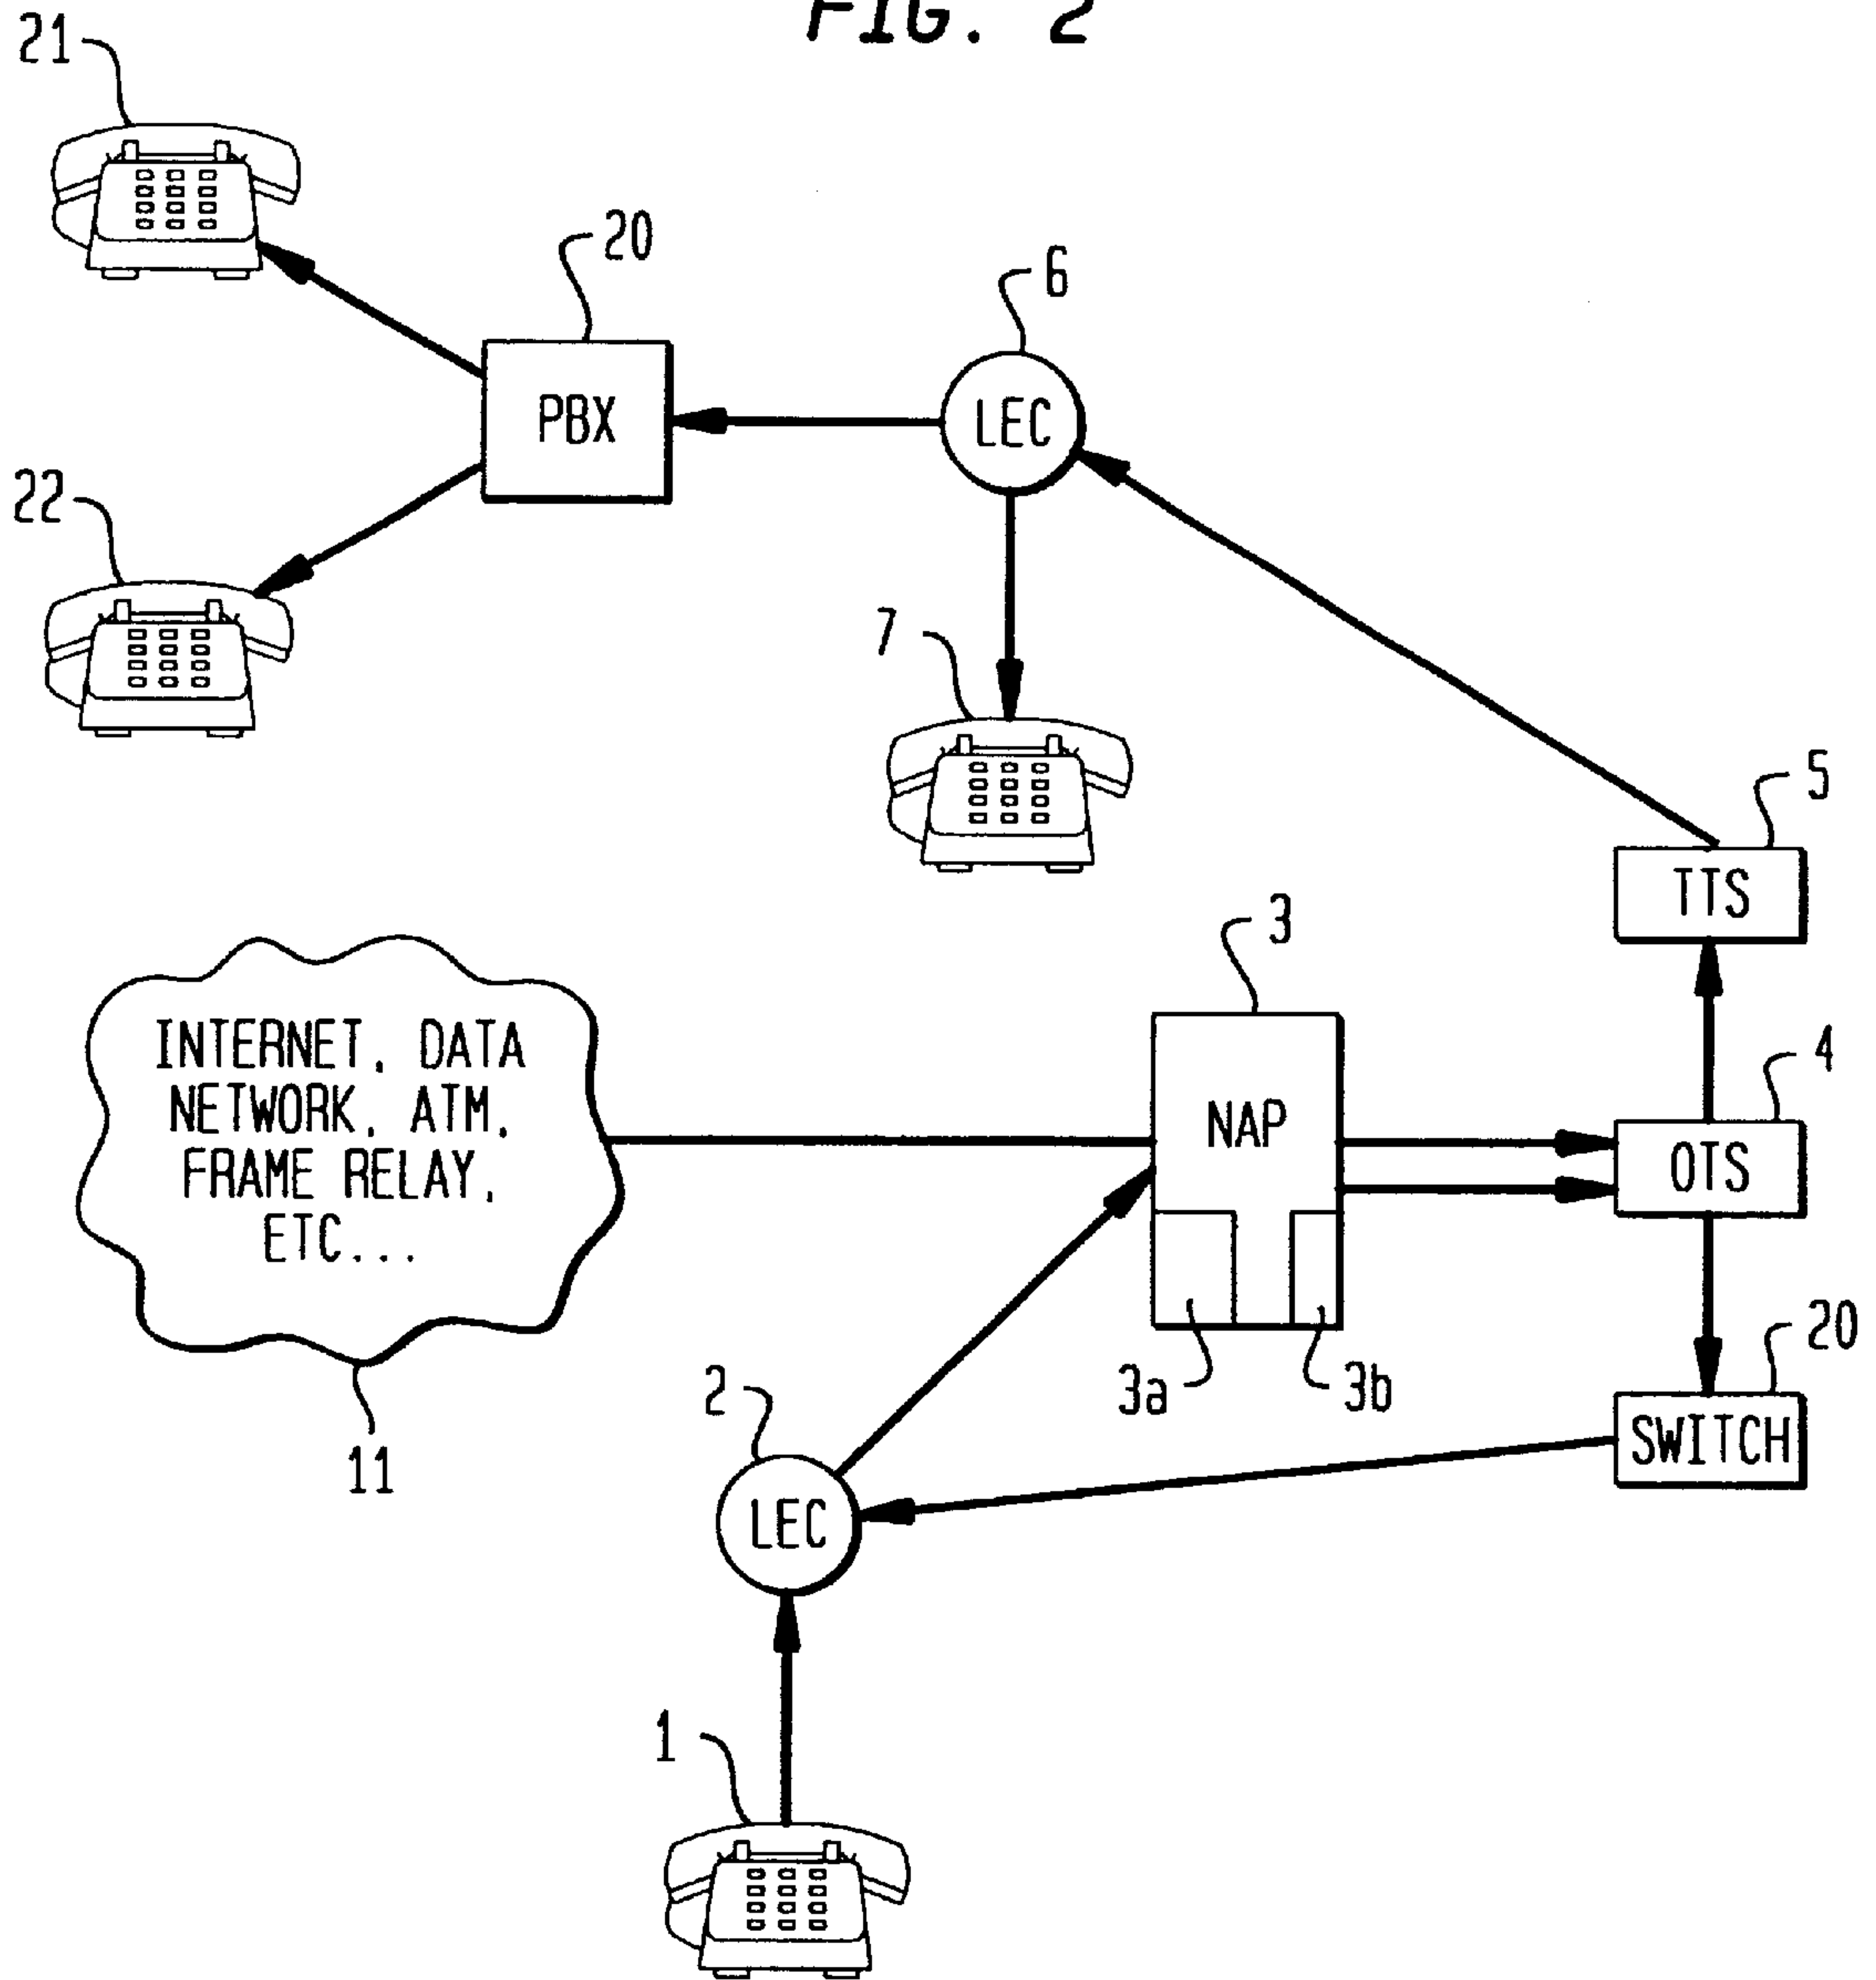 FIG. 2
21
20
6
PBX
LEC
22
7
5
TTS
3
INTERNET, DATA
NETWORK, ATM,
FRAME RELAY,
ETC...
NAP
4
OTS
3a
3b
20
SWITCH
11
2
LEC
1